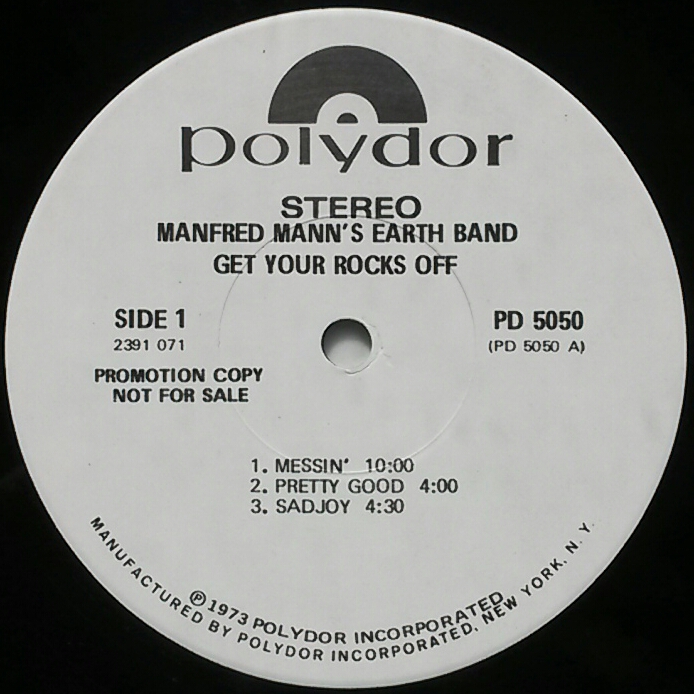 polydor
STEREO
MANFRED MANN'S EARTH BAND
GET YOUR ROCKS OFF
SIDE 1
2391 071
PD 5050
(PD 5050 A)
PROMOTION COPY
NOT FOR SALE
1. MESSIN' 10:00
2. PRETTY GOOD 4:00
3. SADJOY 4:30
℗ 1973 POLYDOR INCORPORATED
MANUFACTURED BY POLYDOR INCORPORATED, NEW YORK, N. Y.